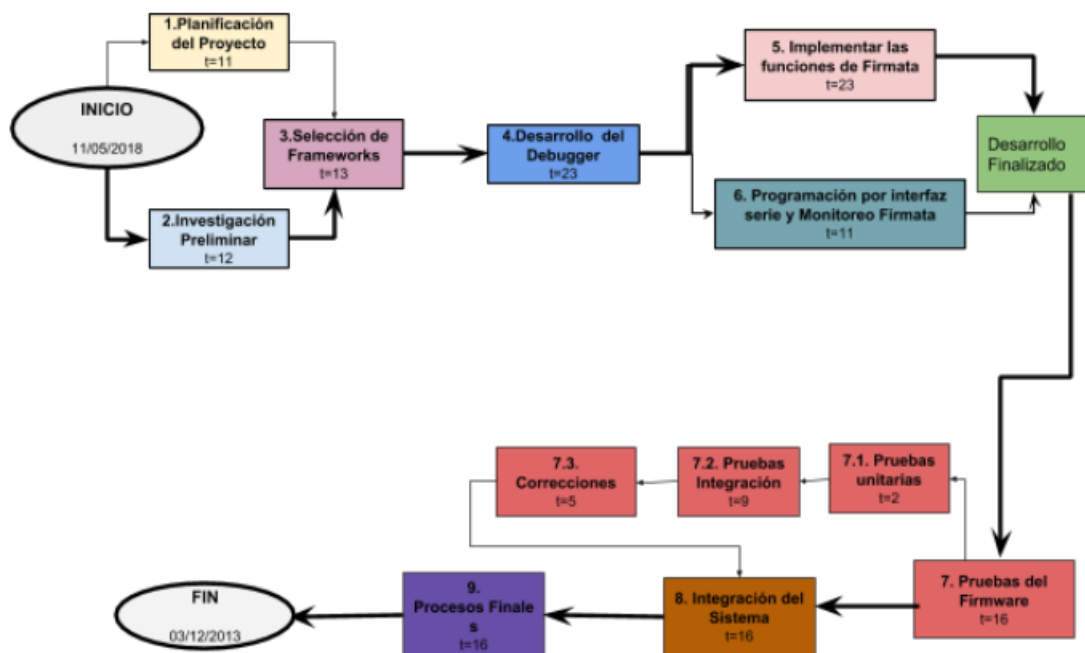 1.Planificación
del Proyecto
t=11
INICIO
11/05/2018
2.Investigación
Preliminar
t=12
3.Selección de
Frameworks
t=13
4.Desarrollo del
Debugger
t=23
5. Implementar las
funciones de Firmata
t=23
6. Programación por interfaz
serie y Monitoreo Firmata
t=11
Desarrollo
Finalizado
7. Pruebas del
Firmware
t=16
7.1. Pruebas
unitarias
t=2
7.2. Pruebas
Integración
t=9
7.3.
Correcciones
t=5
8. Integración del
Sistema
t=16
9.
Procesos Finale
s
t=16
FIN
03/12/2013